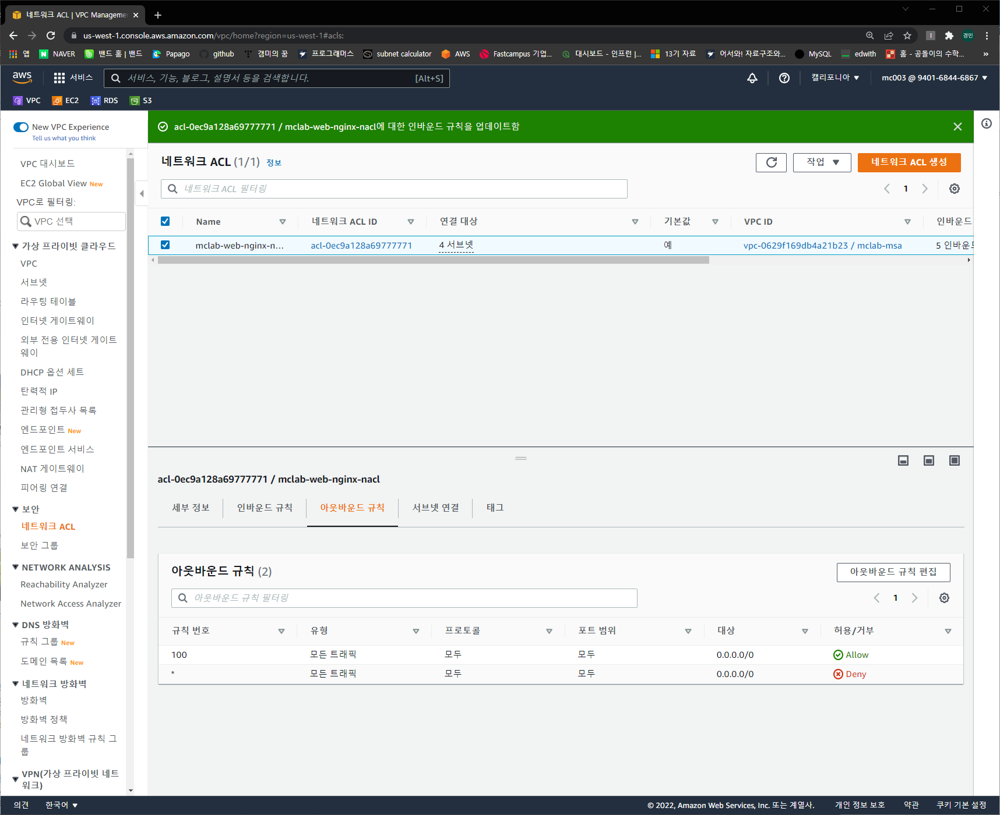 네트워크 ACL | VPC Manageme
us-west-1.console.aws.amazon.com/vpc/home?region=us-west-1#acls:
경민
앱 NAVER 밴드 홈 | 밴드 Papago github 갬미의 꿈 프로그래머스 subnet calculator AWS Fastcampus 기업... 대시보드 - 인프런 |... 13기 자료 어서와! 자료구조와... MySQL edwith 홈 - 공돌이의 수학... »
aws 서비스 서비스, 기능, 블로그, 설명서 등을 검색합니다. [Alt+S] 캘리포니아 ▼ mc003 @ 9401-6844-6867 ▼
VPC EC2 RDS S3
New VPC Experience
Tell us what you think
VPC 대시보드
EC2 Global View New
VPC로 필터링:
VPC 선택
가상 프라이빗 클라우드
VPC
서브넷
라우팅 테이블
인터넷 게이트웨이
외부 전용 인터넷 게이트
웨이
DHCP 옵션 세트
탄력적 IP
관리형 접두사 목록
엔드포인트 New
엔드포인트 서비스
NAT 게이트웨이
피어링 연결
보안
네트워크 ACL
보안 그룹
NETWORK ANALYSIS
Reachability Analyzer
Network Access Analyzer
DNS 방화벽
규칙 그룹 New
도메인 목록 New
네트워크 방화벽
방화벽
방화벽 정책
네트워크 방화벽 규칙 그
룹
VPN(가상 프라이빗 네트
워크)
acl-0ec9a128a69777771 / mclab-web-nginx-nacl에 대한 인바운드 규칙을 업데이트함
네트워크 ACL (1/1) 정보
작업 ▼ 네트워크 ACL 생성
네트워크 ACL 필터링
1
Name 네트워크 ACL ID 연결 대상 기본값 VPC ID 인바운드
mclab-web-nginx-n... acl-0ec9a128a69777771 4 서브넷 예 vpc-0629f169db4a21b23 / mclab-msa 5 인바운드
acl-0ec9a128a69777771 / mclab-web-nginx-nacl
세부 정보 인바운드 규칙 아웃바운드 규칙 서브넷 연결 태그
아웃바운드 규칙 (2)
아웃바운드 규칙 편집
아웃바운드 규칙 필터링
1
규칙 번호 유형 프로토콜 포트 범위 대상 허용/거부
100 모든 트래픽 모두 모두 0.0.0.0/0 Allow
* 모든 트래픽 모두 모두 0.0.0.0/0 Deny
의견 한국어 ▼ © 2022, Amazon Web Services, Inc. 또는 계열사. 개인 정보 보호 약관 쿠키 기본 설정